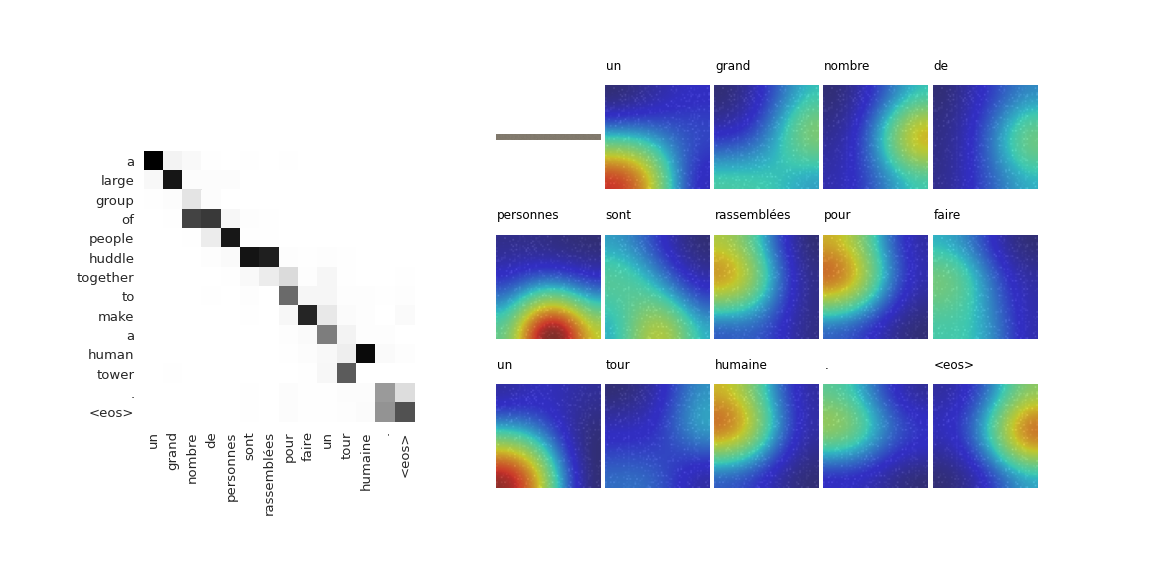 a
large
group
of
people
huddle
together
to
make
a
human
tower
.
<eos>
un
grand
nombre
de
personnes
sont
rassemblées
pour
faire
un
tour
humaine
.
<eos>
un grand nombre de
personnes sont rassemblées pour faire
un tour humaine . <eos>